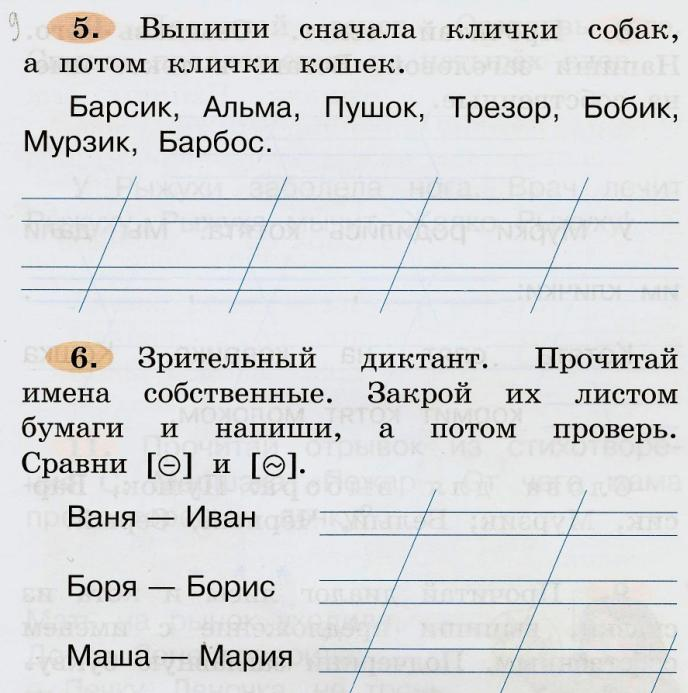 9
5. Выпиши сначала клички собак,
а потом клички кошек.
Барсик, Альма, Пушок, Трезор, Бобик,
Мурзик, Барбос.
6. Зрительный диктант. Прочитай
имена собственные. Закрой их листом
бумаги и напиши, а потом проверь.
Сравни [−] и [~].
Ваня — Иван
Боря — Борис
Маша — Мария